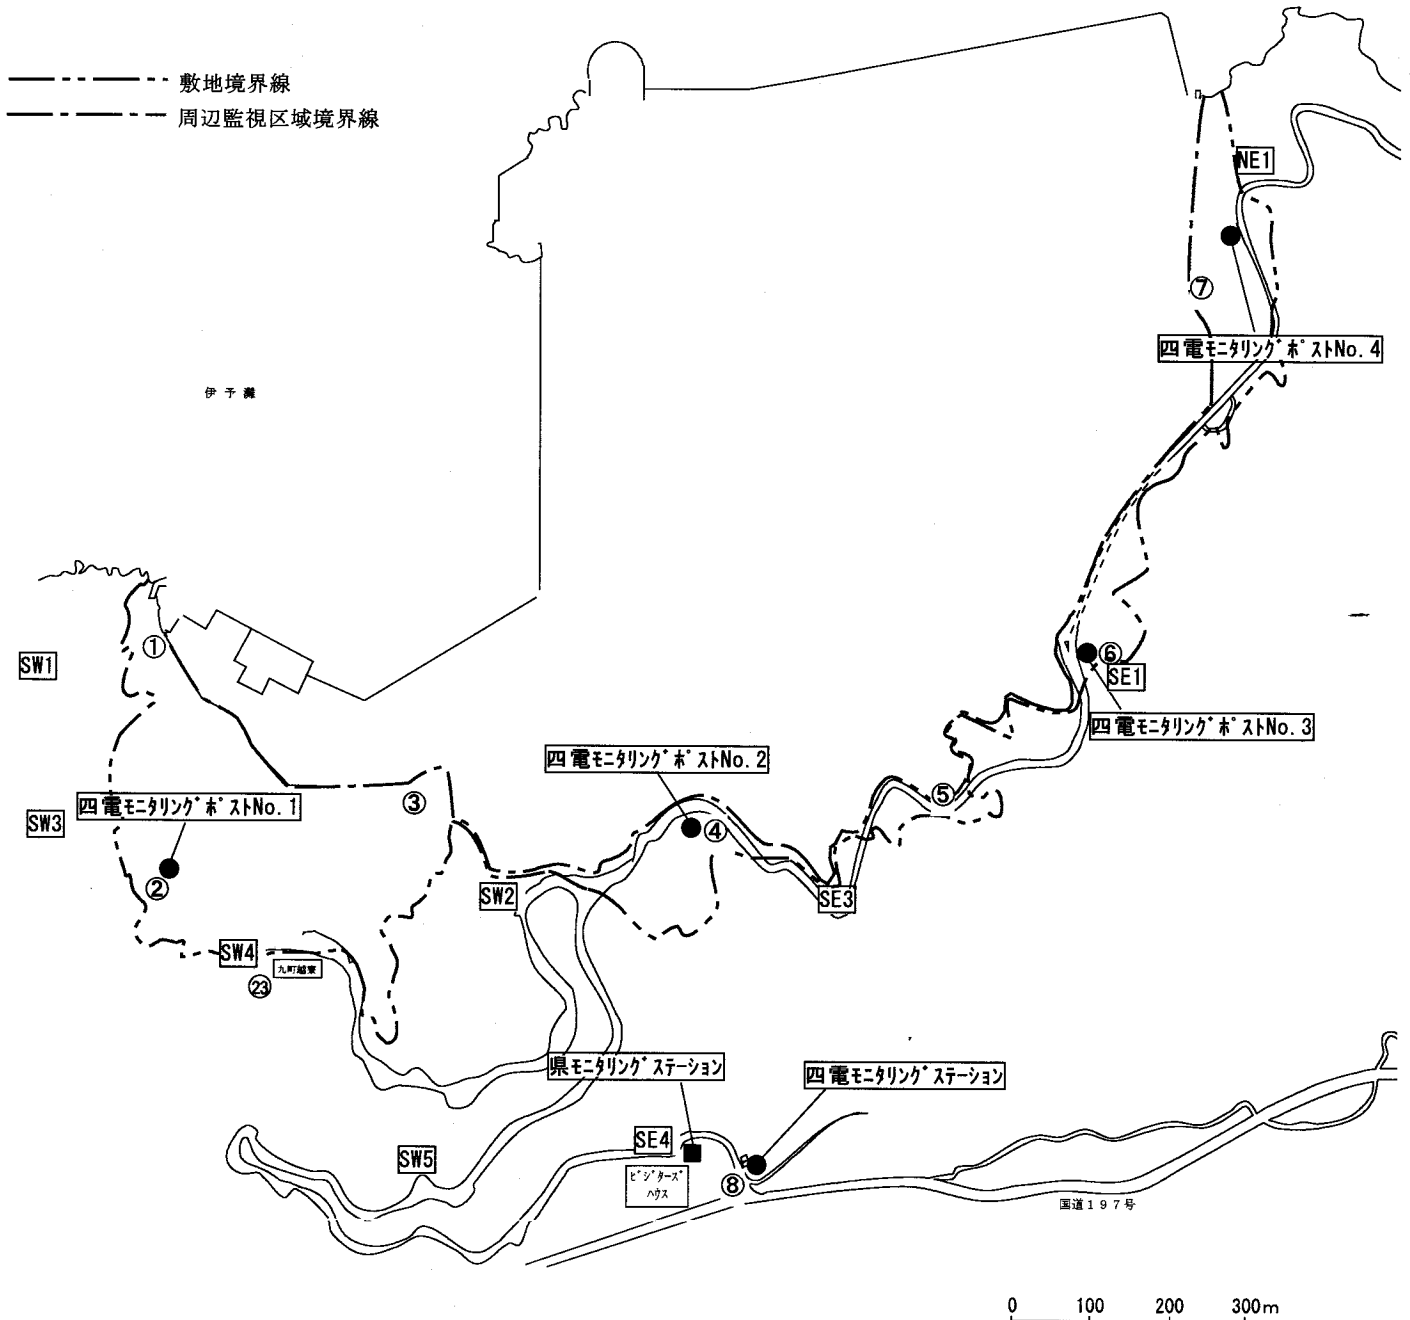 敷地境界線
周辺監視区域境界線
NE1
⑦
四電モニタリングポストNo. 4
伊予灘
①
SW1
⑥
SE1
四電モニタリングポストNo. 3
四電モニタリングポストNo. 2
⑤
③
四電モニタリングポストNo. 1
SW3
④
②
SW2
SE3
SW4
九町越寮
㉓
県モニタリングステーション
四電モニタリングステーション
SE4
SW5
ビジターズ
ハウス
⑧
国道197号
0 100 200 300m